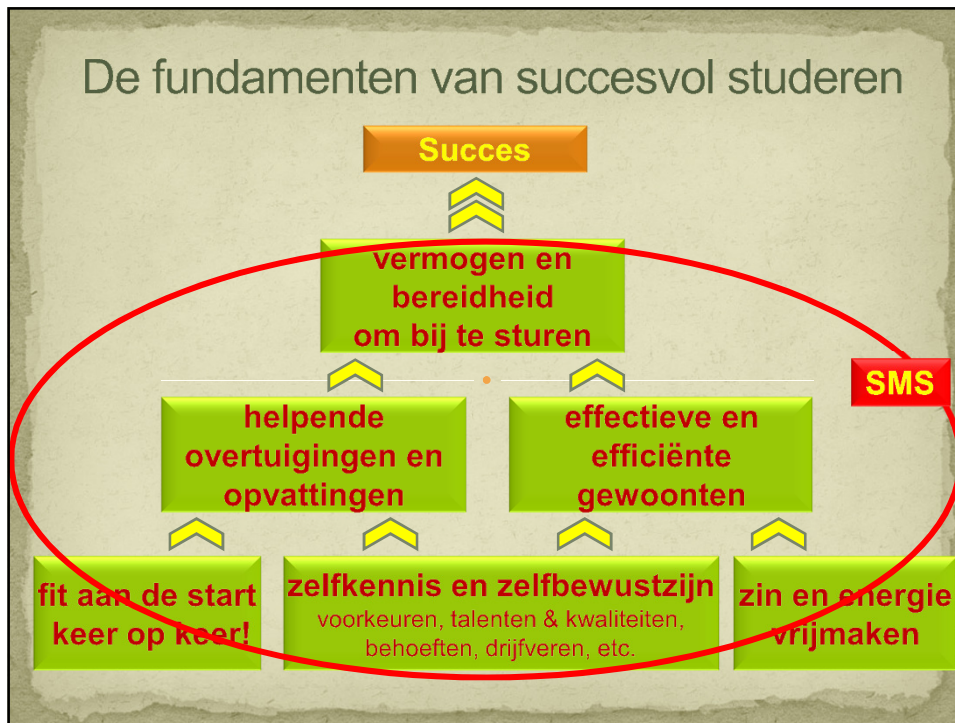 De fundamenten van succesvol studeren
Succes
vermogen en
bereidheid
om bij te sturen
SMS
helpende
overtuigingen en
opvattingen
effectieve en
efficiënte
gewoonten
fit aan de start
keer op keer!
zelfkennis en zelfbewustzijn
voorkeuren, talenten & kwaliteiten,
behoeften, drijfveren, etc.
zin en energie
vrijmaken